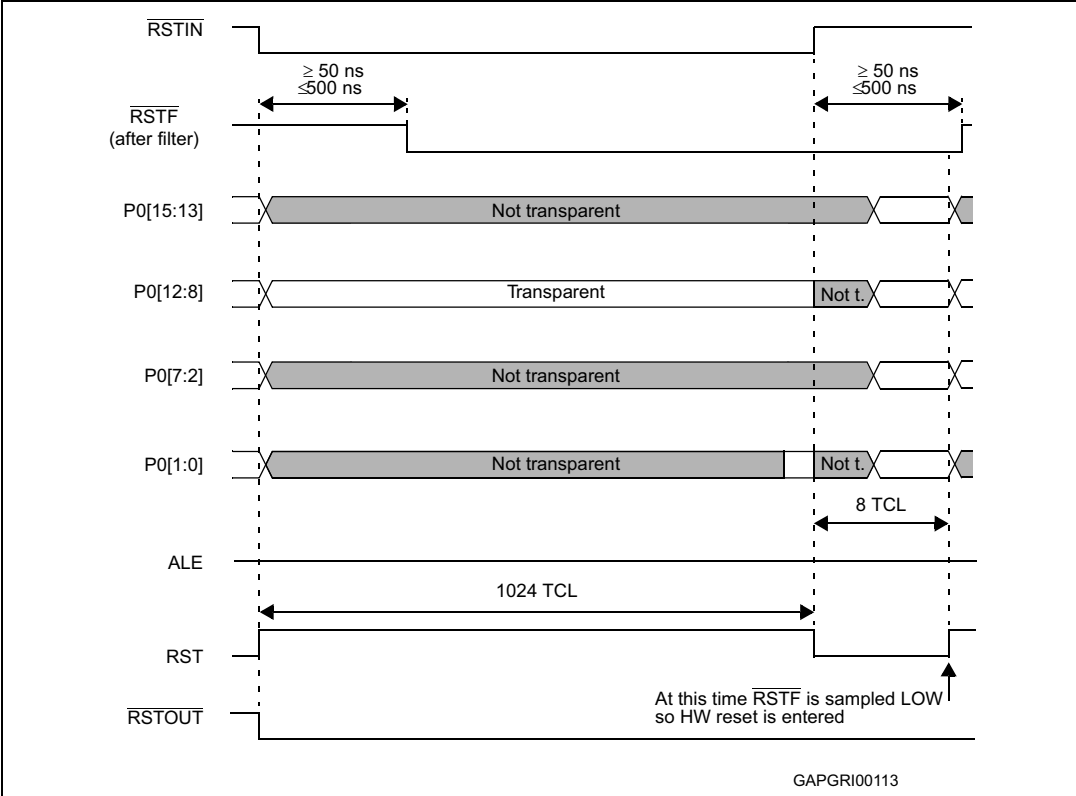 RSTIN
≥ 50 ns
≤500 ns
≥ 50 ns
≤500 ns
RSTF
(after filter)
P0[15:13]
Not transparent
P0[12:8]
Transparent
Not t.
P0[7:2]
Not transparent
P0[1:0]
Not transparent
Not t.
8 TCL
ALE
1024 TCL
RST
At this time RSTF is sampled LOW
so HW reset is entered
RSTOUT
GAPGRI00113